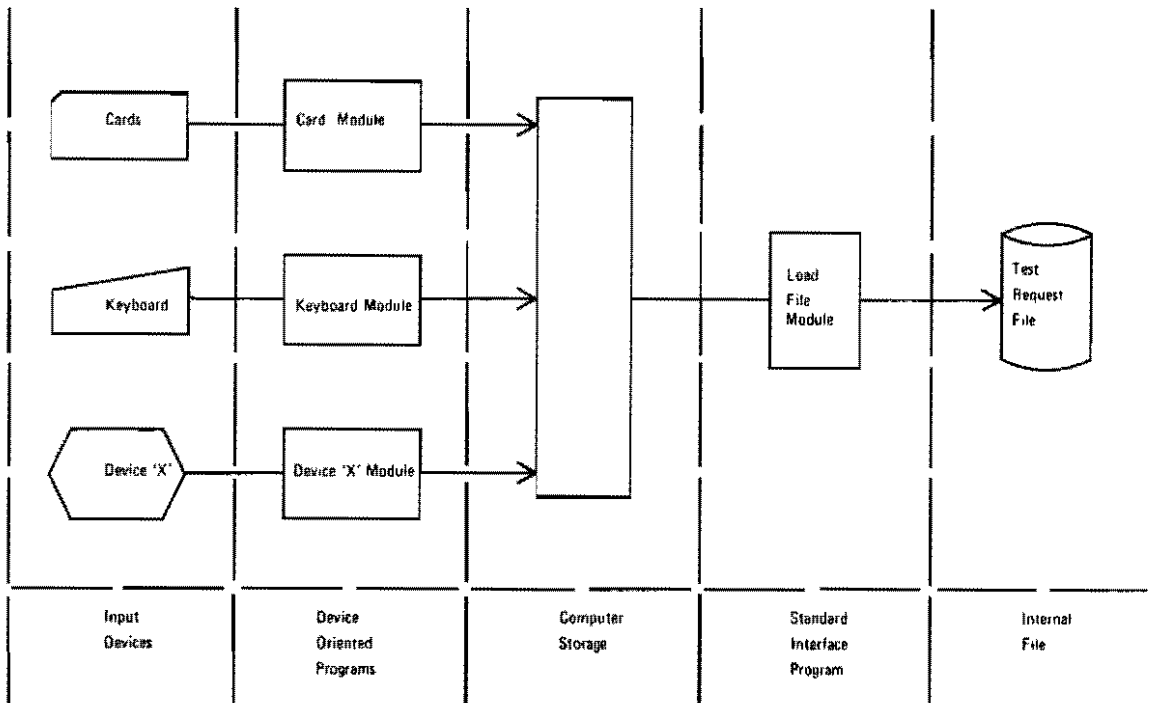 Cards
Card Module
Keyboard
Keyboard Module
Load
File
Module
Test
Request
File
Device 'X'
Device 'X' Module
Input
Devices
Device
Oriented
Programs
Computer
Storage
Standard
Interface
Program
Internal
File